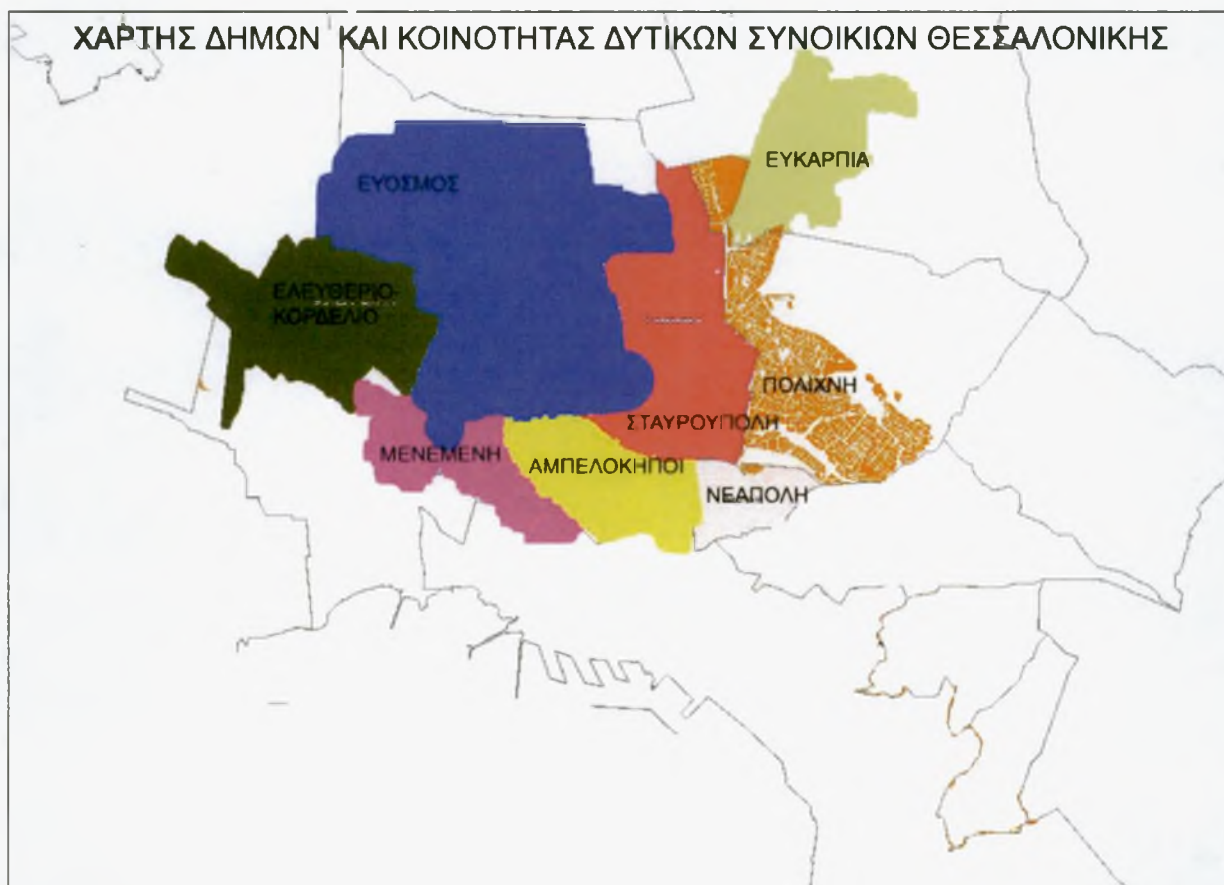 ΧΑΡΤΗΣ ΔΗΜΩΝ ΚΑΙ ΚΟΙΝΟΤΗΤΑΣ ΔΥΤΙΚΩΝ ΣΥΝΟΙΚΙΩΝ ΘΕΣΣΑΛΟΝΙΚΗΣ
ΕΥΚΑΡΠΙΑ
ΕΥΟΣΜΟΣ
ΕΛΕΥΘΕΡΙΟ-
ΚΟΡΔΕΛΙΟ
ΠΟΛΙΧΝΗ
ΣΤΑΥΡΟΥΠΟΛΗ
ΜΕΝΕΜΕΝΗ
ΑΜΠΕΛΟΚΗΠΟΙ
ΝΕΑΠΟΛΗ